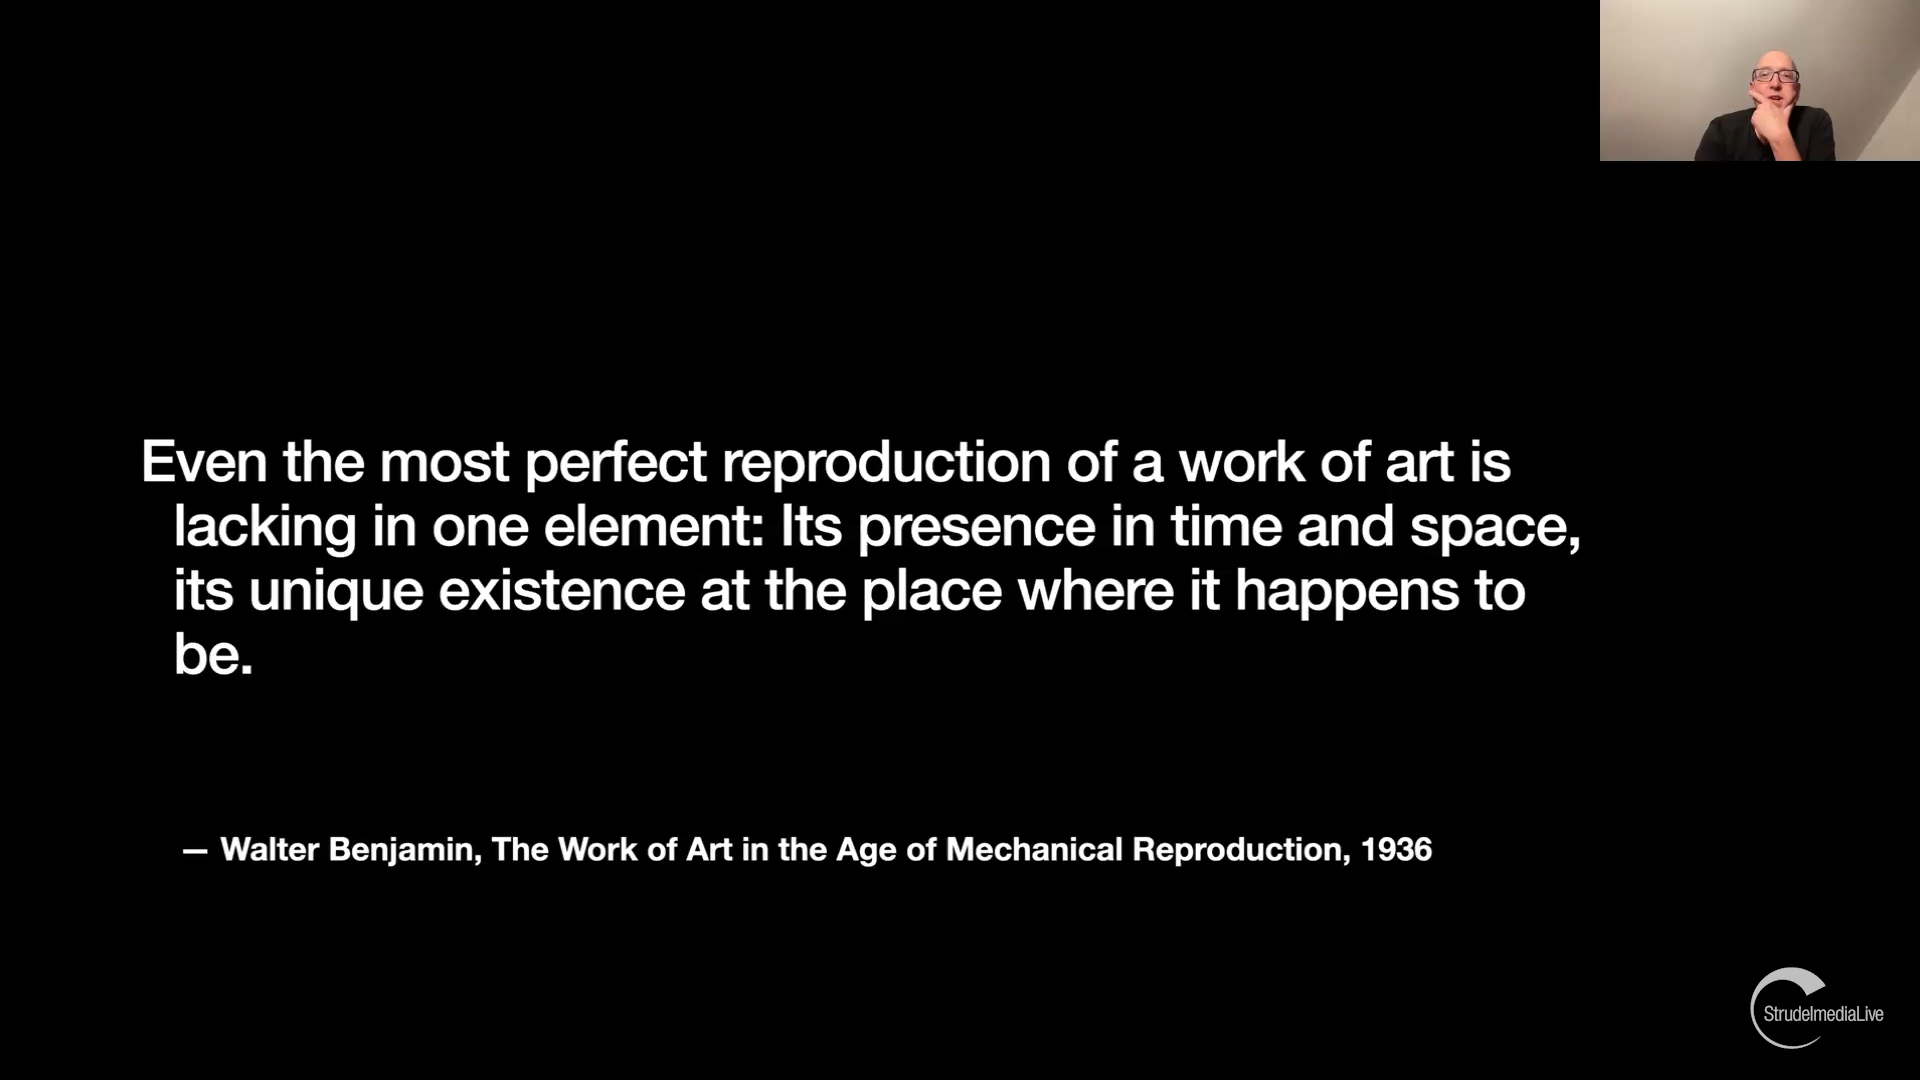 Even the most perfect reproduction of a work of art is
lacking in one element: Its presence in time and space,
its unique existence at the place where it happens to
be.
— Walter Benjamin, The Work of Art in the Age of Mechanical Reproduction, 1936
StrudelmediaLive